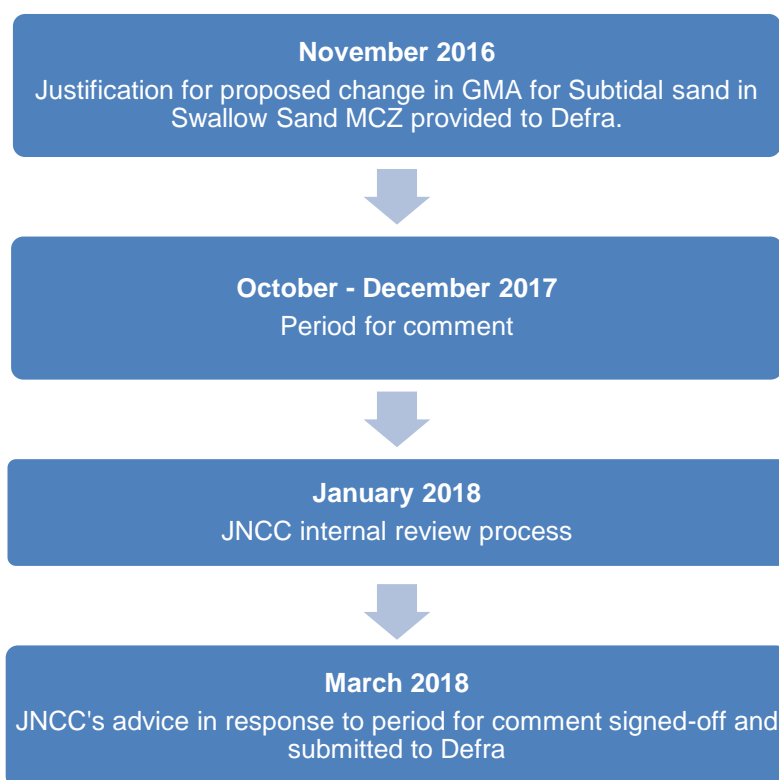 November 2016
Justification for proposed change in GMA for Subtidal sand in
Swallow Sand MCZ provided to Defra.
October - December 2017
Period for comment
January 2018
JNCC internal review process
March 2018
JNCC's advice in response to period for comment signed-off and
submitted to Defra